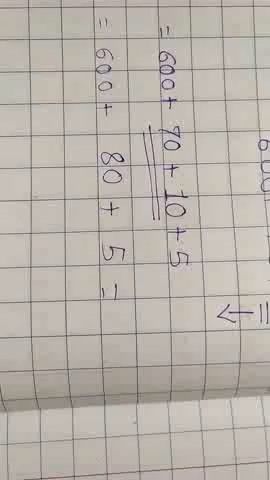 = 600 + 70 + 10 + 5
= 600 + 80 + 5 =